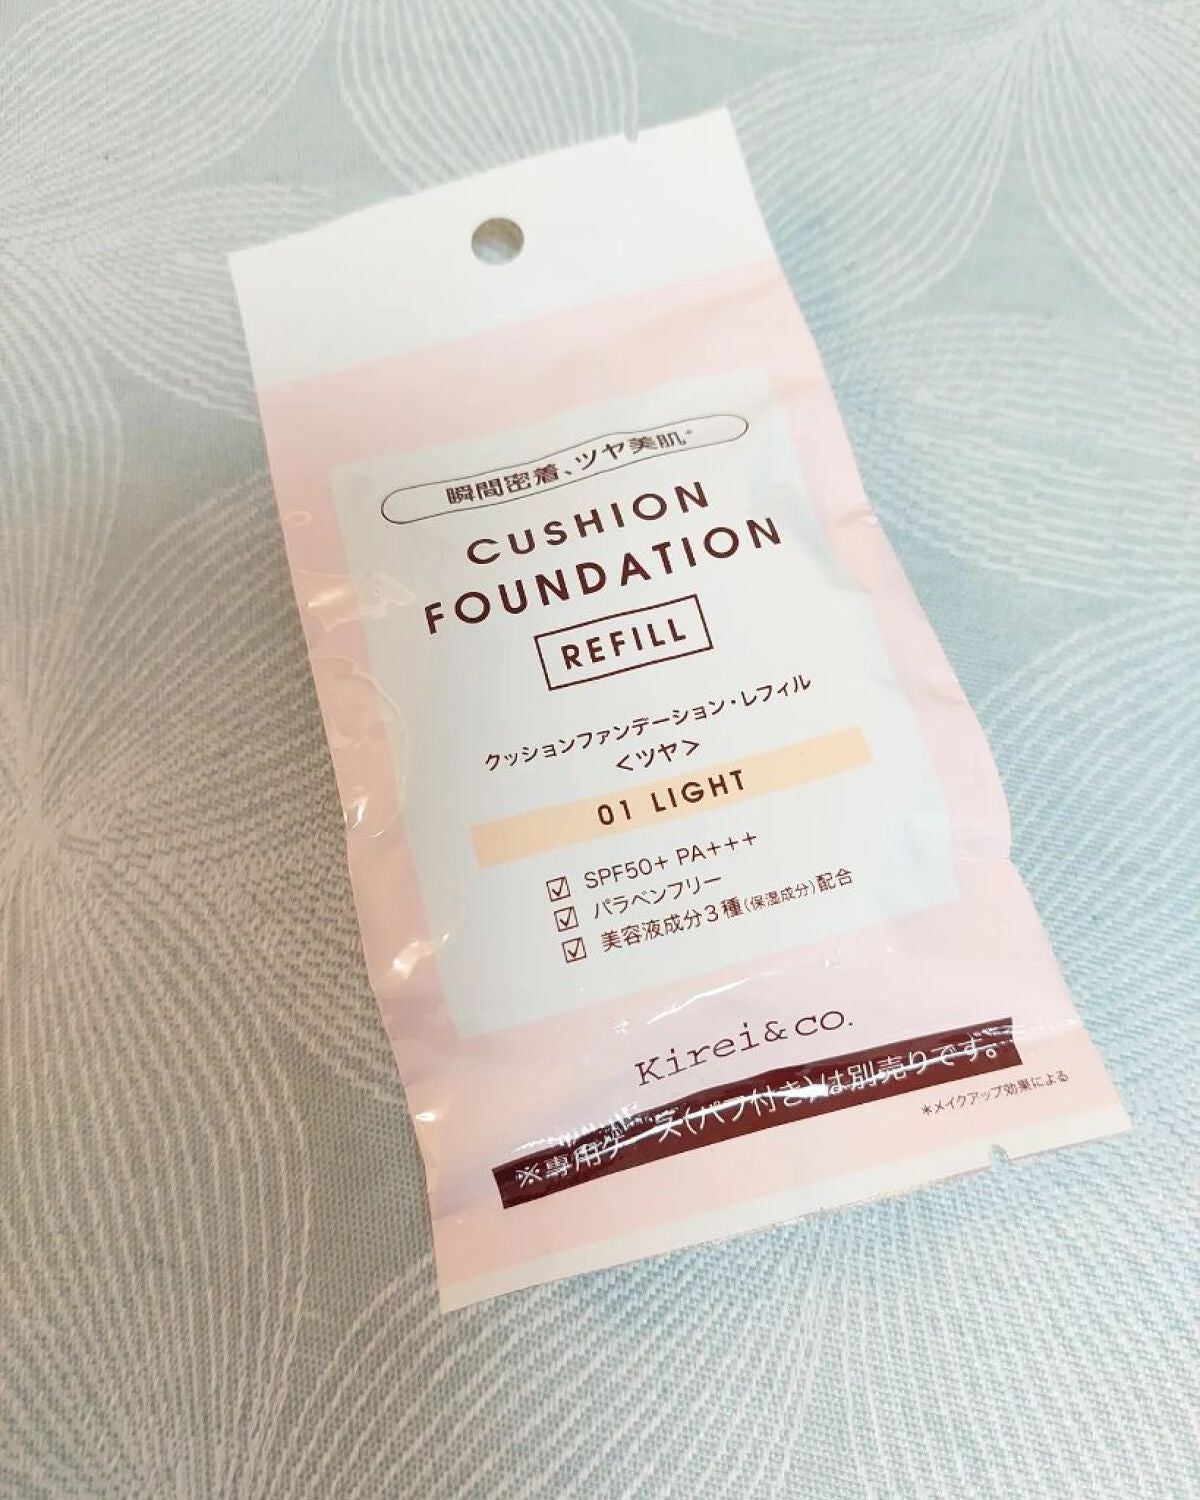 瞬間密着、ツヤ美肌*
CUSHION
FOUNDATION
REFILL
クッションファンデーション・レフィル
＜ツヤ＞
01 LIGHT
☑ SPF50+ PA+++
☑ パラベンフリー
☑ 美容液成分3種(保湿成分)配合
Kirei&co.
※専用ケース(パフ付き)は別売りです。
*メイクアップ効果による